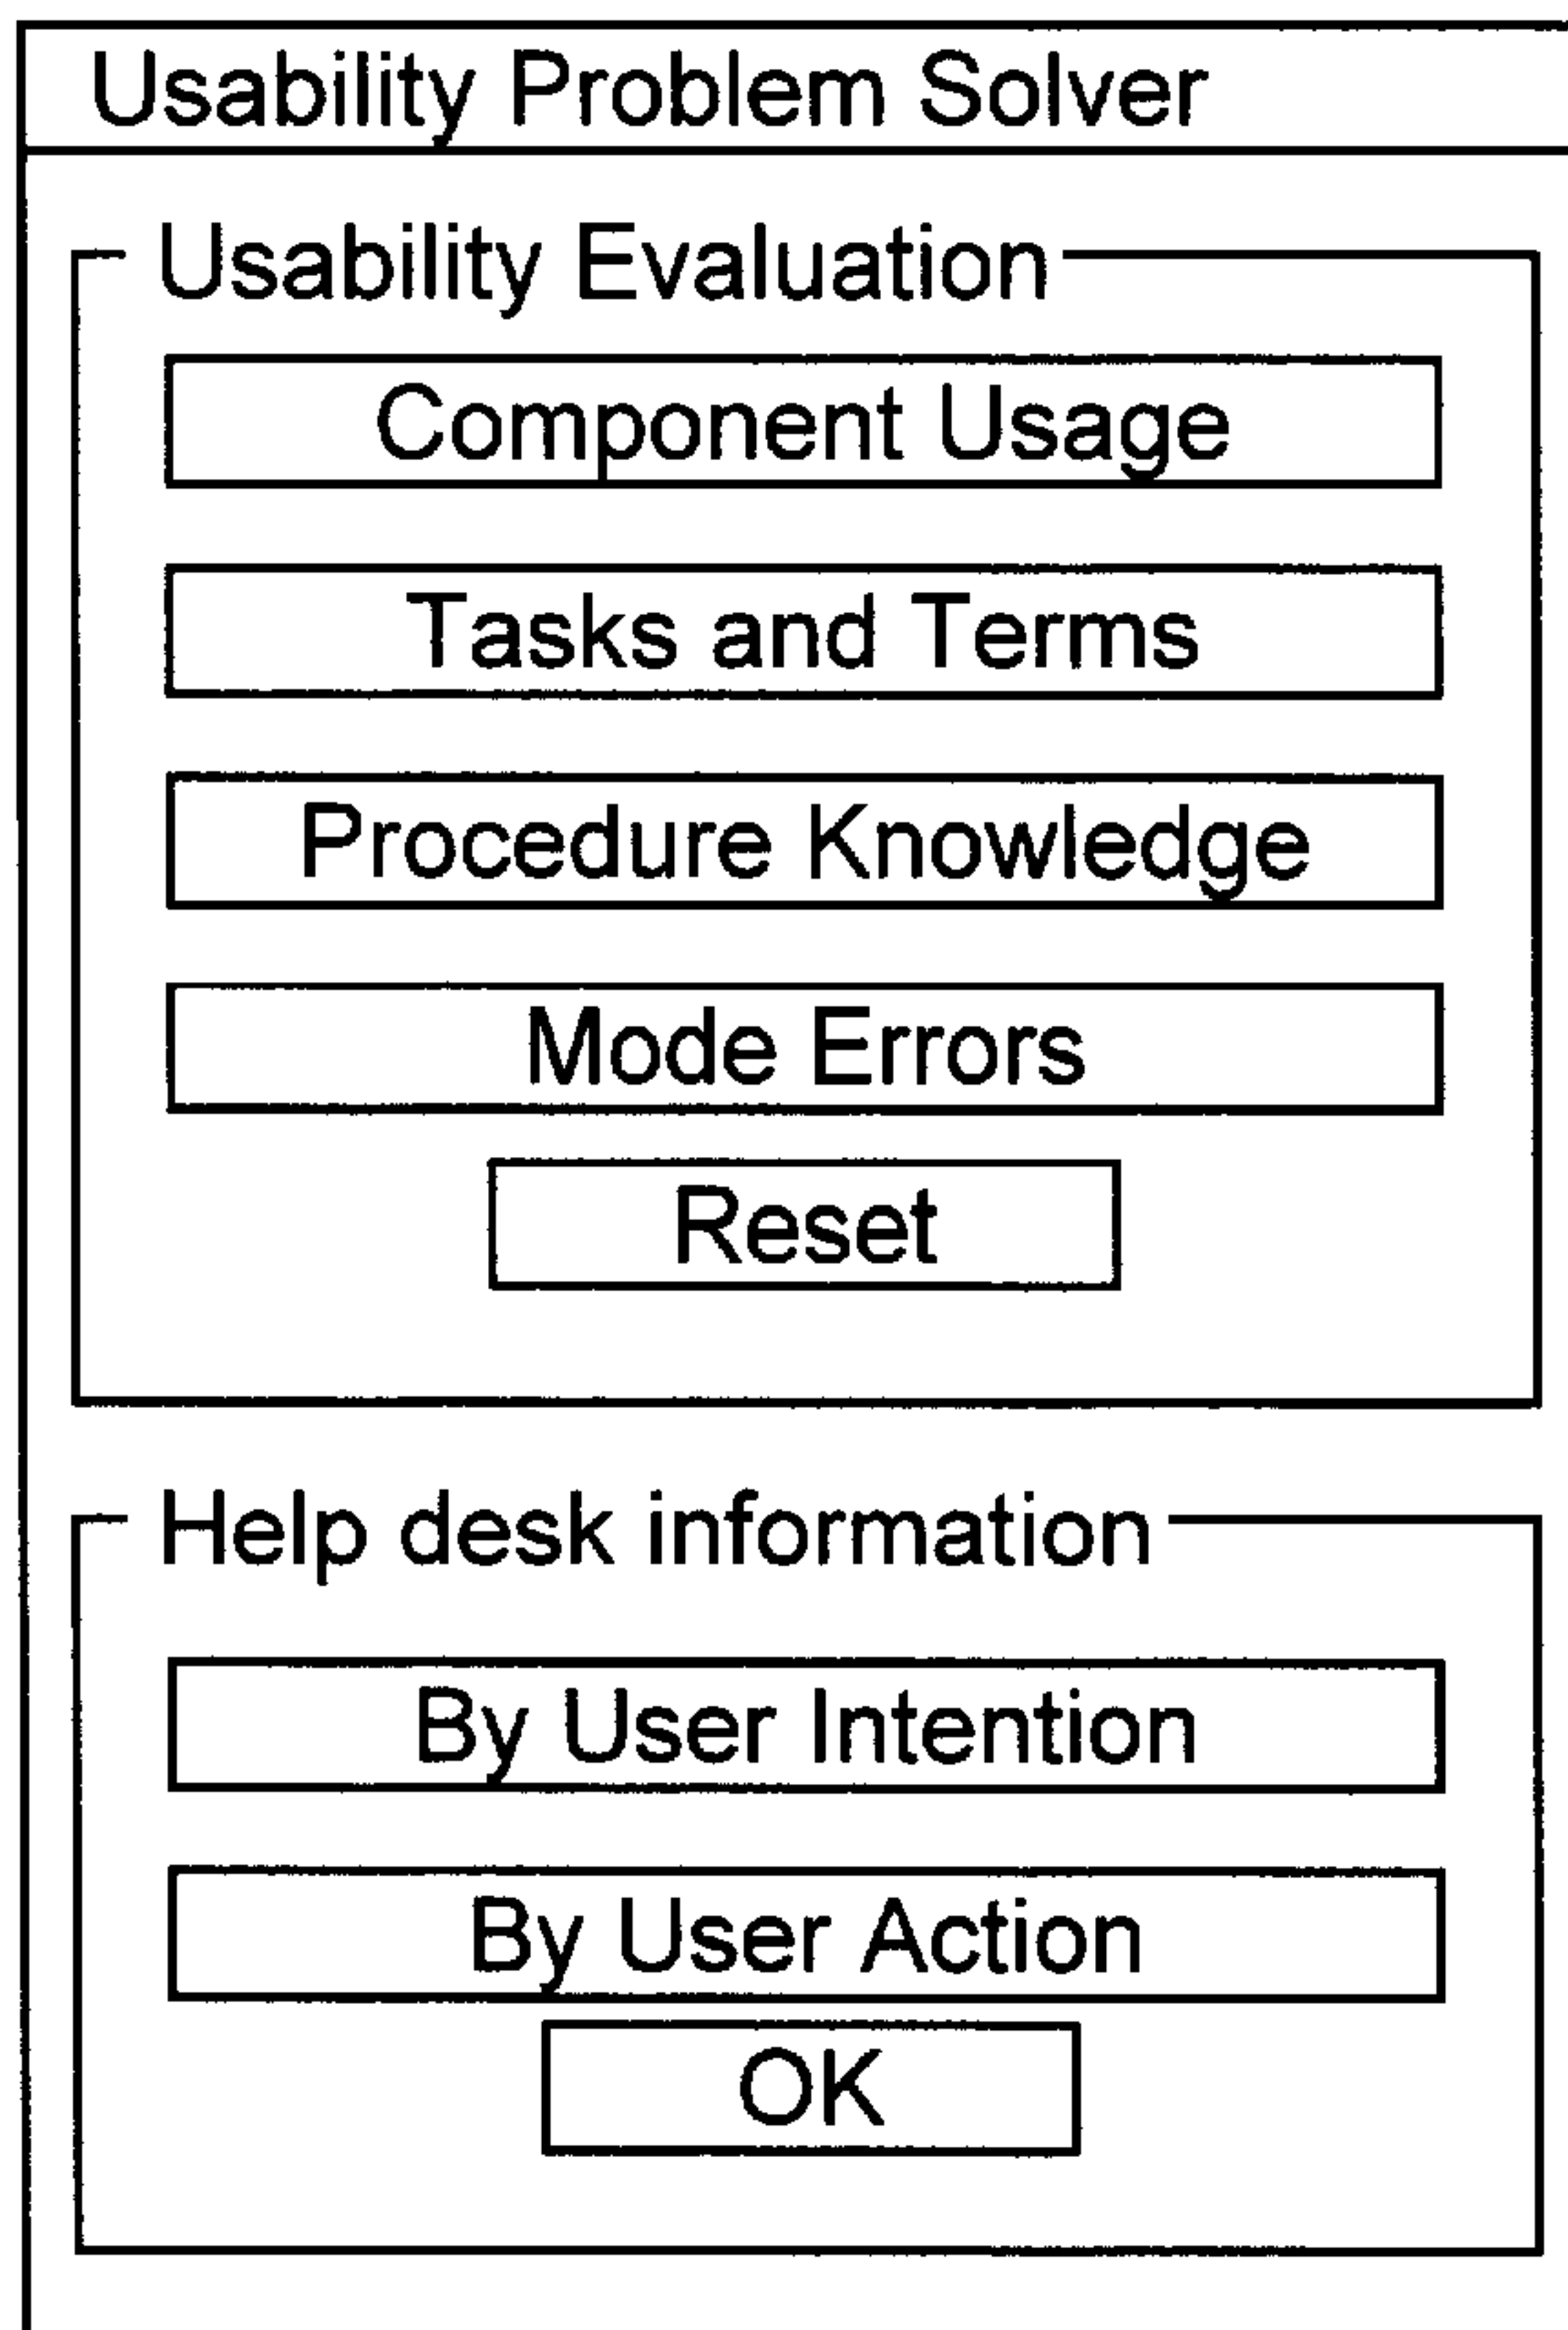 Usability Problem Solver
Usability Evaluation
Component Usage
Tasks and Terms
Procedure Knowledge
Mode Errors
Reset
Help desk information
By User Intention
By User Action
OK